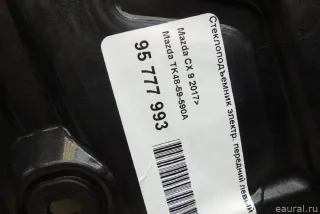 Стеклоподъемник электр. передний левый
Mazda CX 9 2017>
Mazda TK48-59-590A
95 777 993
eaural.ru